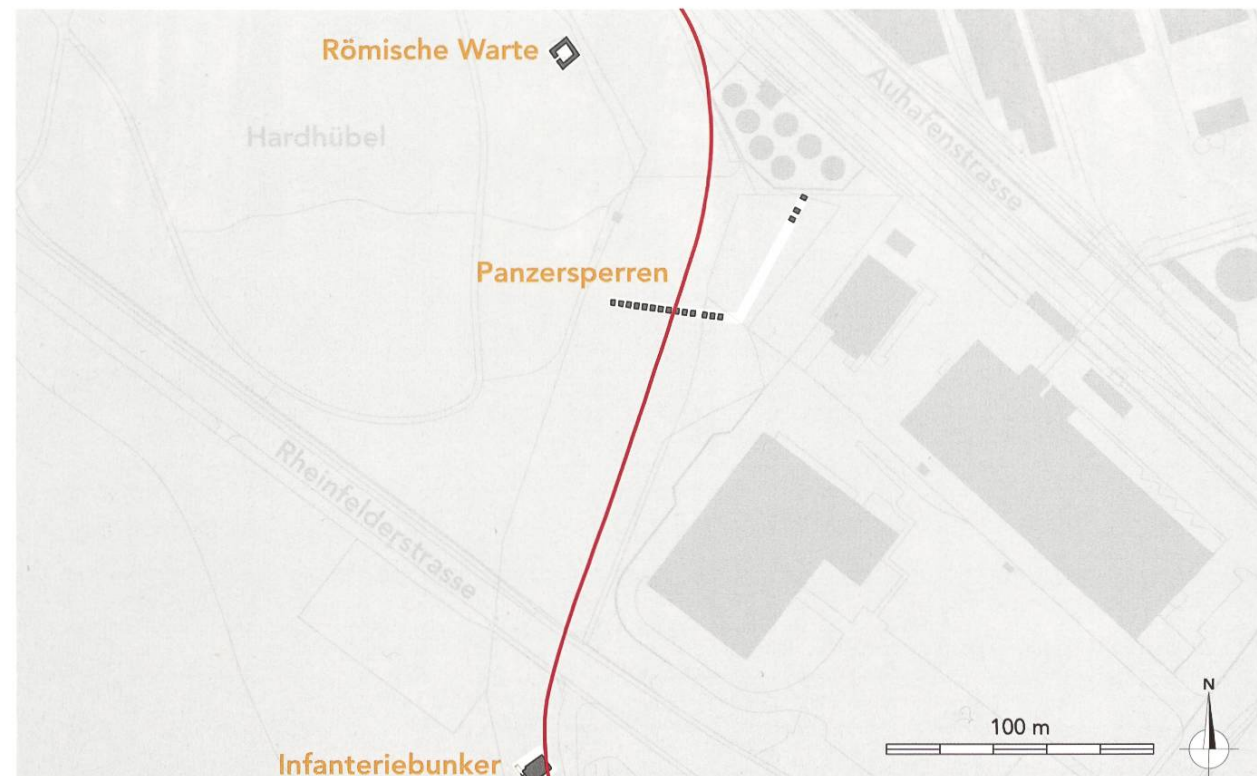 Römische Warte
Auhafenstrasse
Hardhübel
Panzersperren
Rheinfelderstrasse
N
100 m
Infanteriebunker